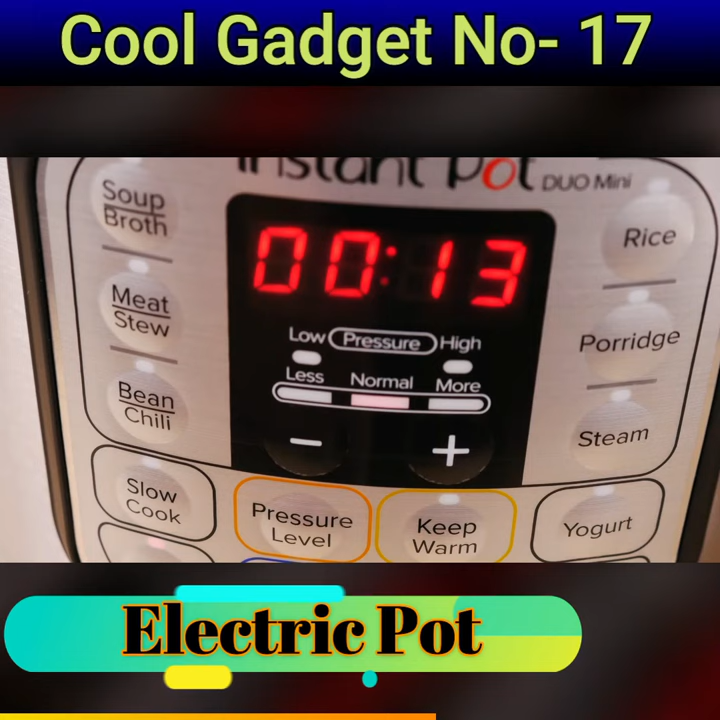 Cool Gadget No- 17
Instant Pot DUO Mini
Soup
Broth
Rice
00:13
Meat
Stew
Low Pressure High
Porridge
Less Normal More
Bean
Chili
Steam
− +
Slow
Cook
Pressure
Level
Keep
Warm
Yogurt
Electric Pot